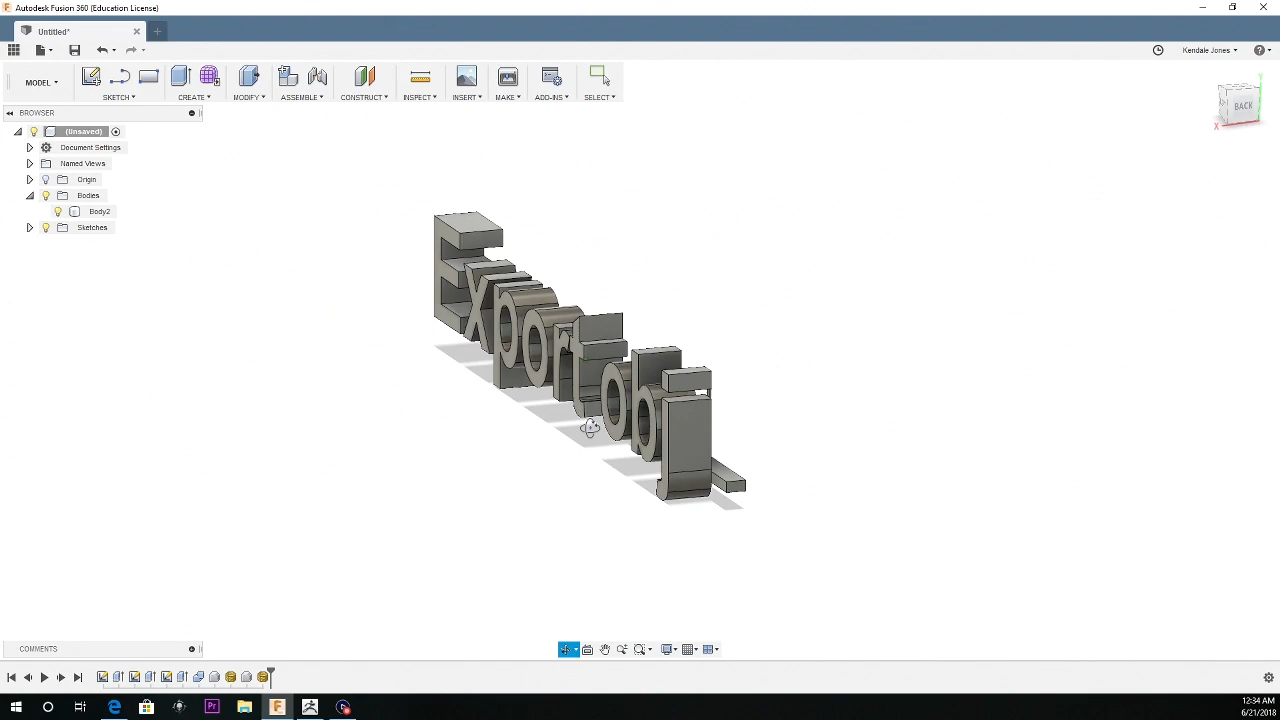 Autodesk Fusion 360 (Education License)
Untitled*
Kendale Jones
MODEL
SKETCH
CREATE
MODIFY
ASSEMBLE
CONSTRUCT
INSPECT
INSERT
MAKE
ADD-INS
SELECT
BROWSER
(Unsaved)
Document Settings
Named Views
Origin
Bodies
Body2
Sketches
BACK
X
Y
Export obj
COMMENTS
12:34 AM
6/21/2018